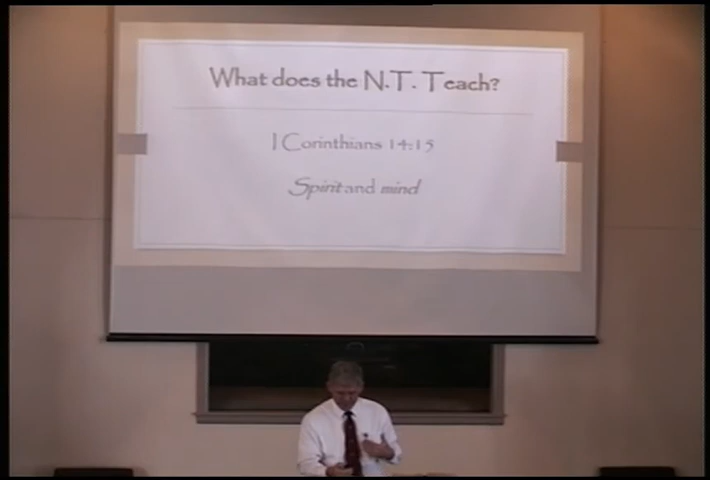 What does the N.T. Teach?
I Corinthians 14:15
Spirit and mind